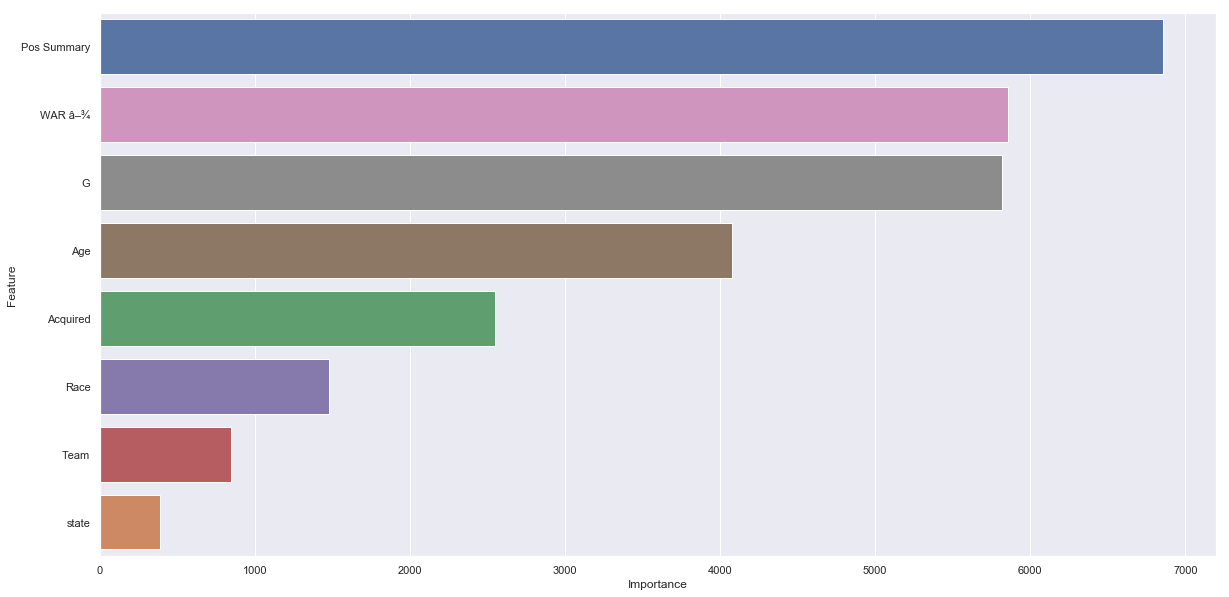 Pos Summary
WAR â–¾
G
Age
Acquired
Race
Team
state
Feature
0 1000 2000 3000 4000 5000 6000 7000
Importance